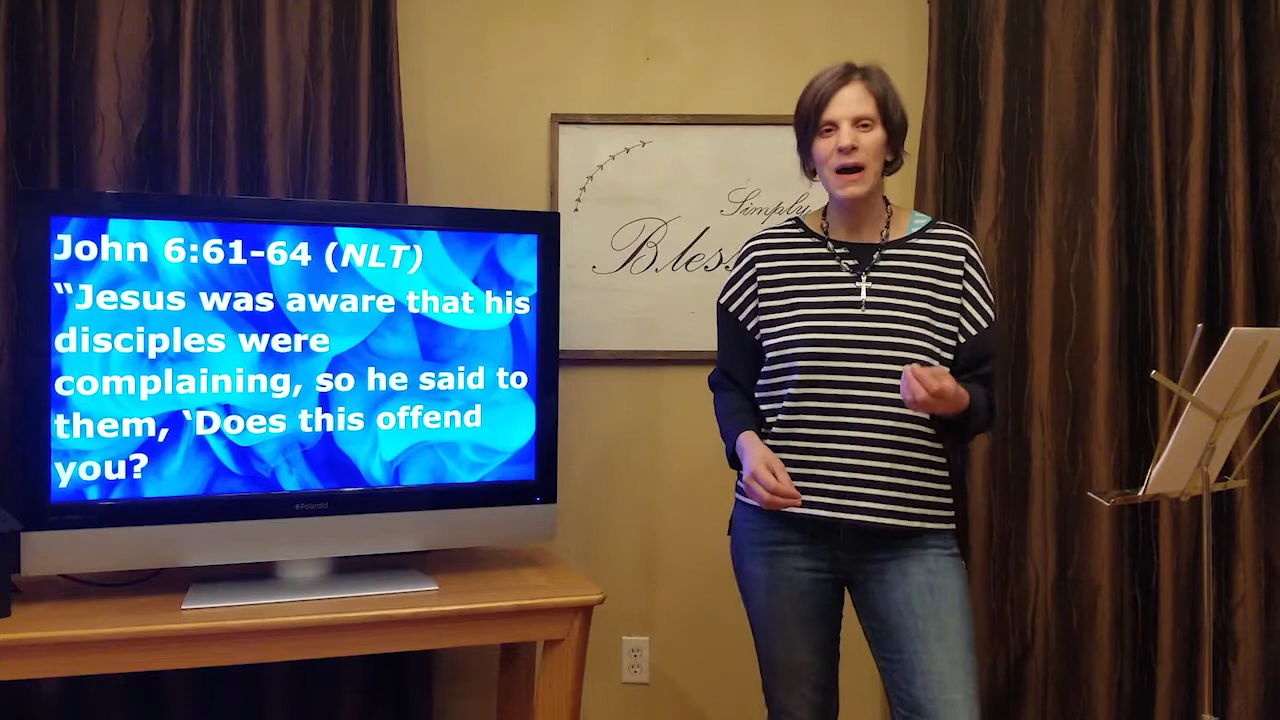 John 6:61-64 (NLT)
“Jesus was aware that his
disciples were
complaining, so he said to
them, ‘Does this offend
you?
Polaroid
Simply
Bless